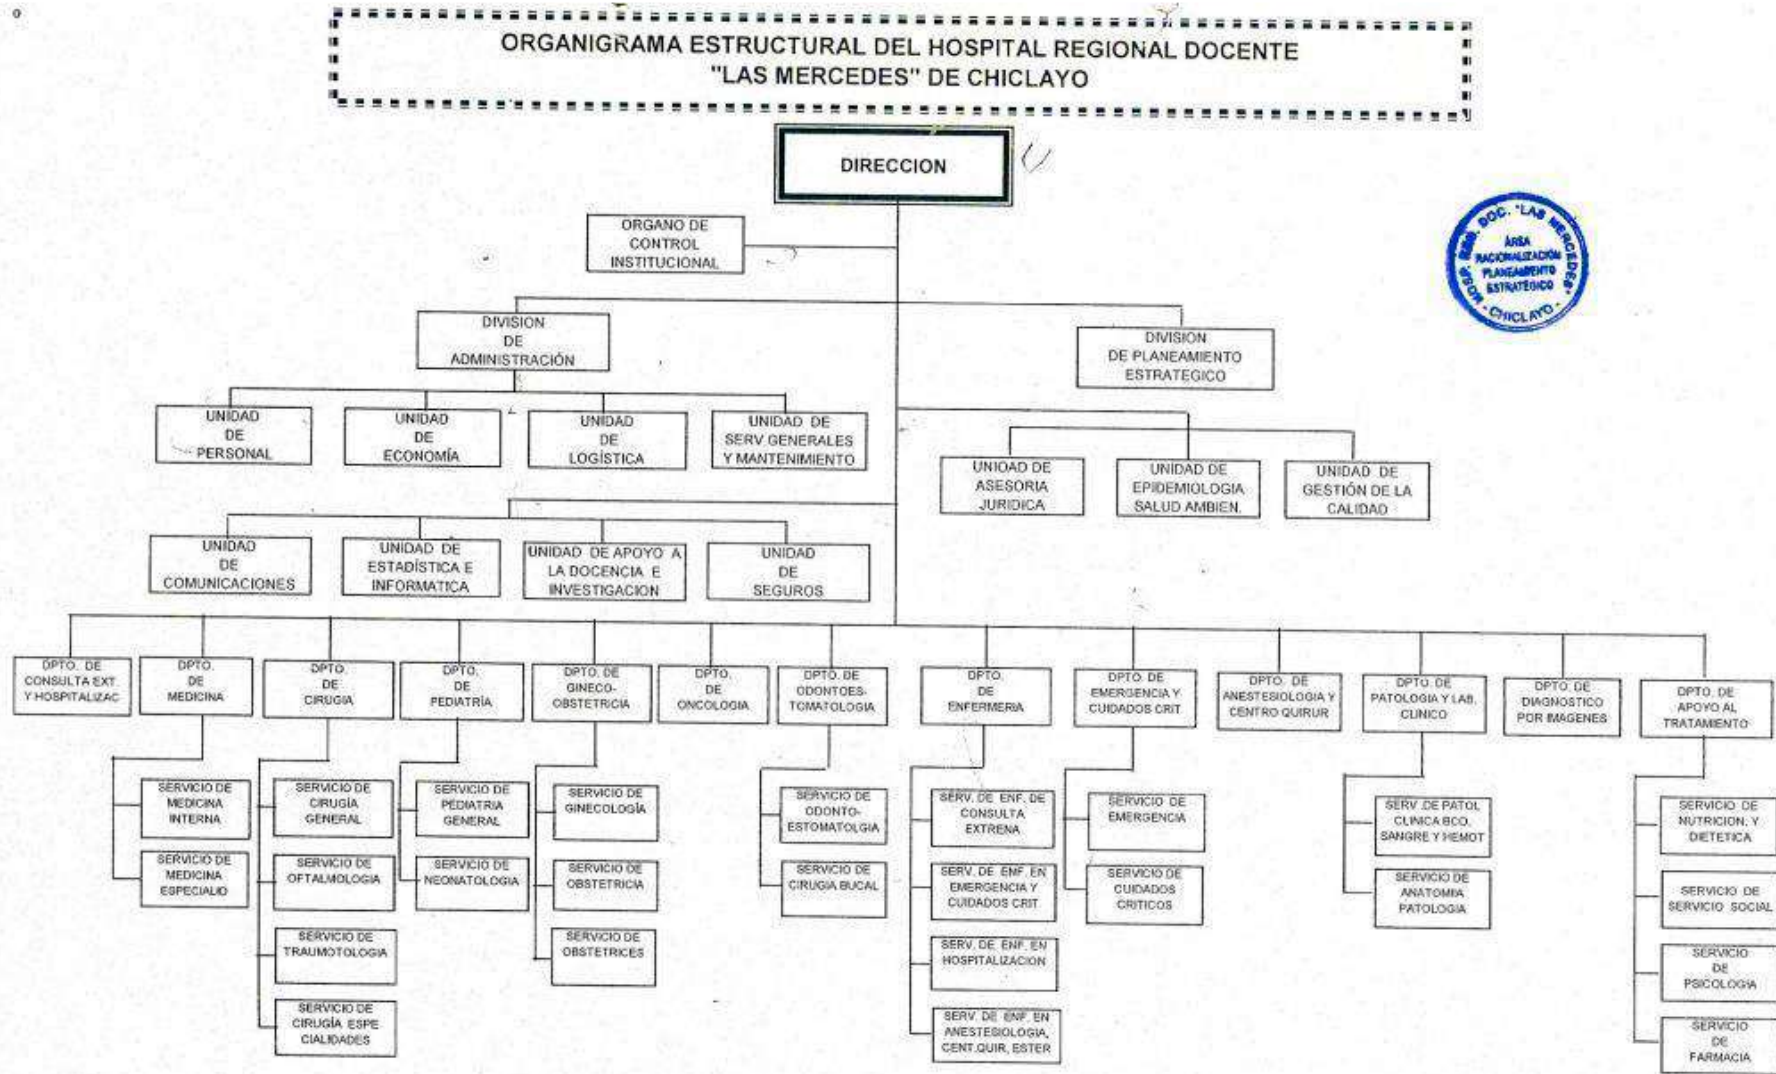 ORGANIGRAMA ESTRUCTURAL DEL HOSPITAL REGIONAL DOCENTE
"LAS MERCEDES" DE CHICLAYO
DIRECCION
ORGANO DE
CONTROL
INSTITUCIONAL
HOSP. REG. DOC. "LAS MERCEDES"
ÁREA
RACIONALIZACIÓN
PLANEAMIENTO
ESTRATÉGICO
- CHICLAYO -
DIVISION
DE
ADMINISTRACIÓN
DIVISION
DE PLANEAMIENTO
ESTRATEGICO
UNIDAD
DE
PERSONAL
UNIDAD
DE
ECONOMÍA
UNIDAD
DE
LOGÍSTICA
UNIDAD DE
SERV GENERALES
Y MANTENIMIENTO
UNIDAD DE
ASESORIA
JURIDICA
UNIDAD DE
EPIDEMIOLOGIA
SALUD AMBIEN.
UNIDAD DE
GESTIÓN DE LA
CALIDAD
UNIDAD
DE
COMUNICACIONES
UNIDAD DE
ESTADÍSTICA E
INFORMATICA
UNIDAD DE APOYO A
LA DOCENCIA E
INVESTIGACION
UNIDAD
DE
SEGUROS
DPTO. DE
CONSULTA EXT.
Y HOSPITALIZAC
DPTO.
DE
MEDICINA
DPTO.
DE
CIRUGIA
DPTO.
DE
PEDIATRÍA
DPTO. DE
GINECO-
OBSTETRICIA
DPTO.
DE
ONCOLOGIA
DPTO. DE
ODONTOES-
TOMATOLOGIA
DPTO.
DE
ENFERMERIA
DPTO. DE
EMERGENCIA Y
CUIDADOS CRIT.
DPTO. DE
ANESTESIOLOGIA Y
CENTRO QUIRUR
DPTO. DE
PATOLOGIA Y LAB.
CLINICO
DPTO. DE
DIAGNOSTICO
POR IMAGENES
DPTO. DE
APOYO AL
TRATAMIENTO
SERVICIO DE
MEDICINA
INTERNA
SERVICIO DE
MEDICINA
ESPECIALID
SERVICIO DE
CIRUGÍA
GENERAL
SERVICIO DE
OFTALMOLOGIA
SERVICIO DE
TRAUMOTOLOGIA
SERVICIO DE
CIRUGÍA ESPE
CIALIDADES
SERVICIO DE
PEDIATRIA
GENERAL
SERVICIO DE
NEONATOLOGIA
SERVICIO DE
GINECOLOGÍA
SERVICIO DE
OBSTETRICIA
SERVICIO DE
OBSTETRICES
SERVICIO DE
ODONTO-
ESTOMATOLGIA
SERVICIO DE
CIRUGIA BUCAL
SERV. DE ENF. DE
CONSULTA
EXTRENA
SERV. DE ENF. EN
EMERGENCIA Y
CUIDADOS CRIT.
SERV. DE ENF. EN
HOSPITALIZACION
SERV. DE ENF. EN
ANESTESIOLOGIA,
CENT.QUIR, ESTER
SERVICIO DE
EMERGENCIA
SERVICIO DE
CUIDADOS
CRITICOS
SERV .DE PATOL
CLINICA BCO.
SANGRE Y HEMOT
SERVICIO DE
ANATOMIA
PATOLOGIA
SERVICIO DE
NUTRICION. Y
DIETETICA
SERVICIO DE
SERVICIO SOCIAL
SERVICIO
DE
PSICOLOGIA
SERVICIO
DE
FARMACIA